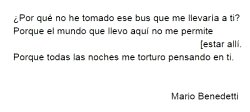 ¿Por qué no he tomado ese bus que me llevaría a ti?
Porque el mundo que llevo aquí no me permite
[estar allí.
Porque todas las noches me torturo pensando en ti.
Mario Benedetti